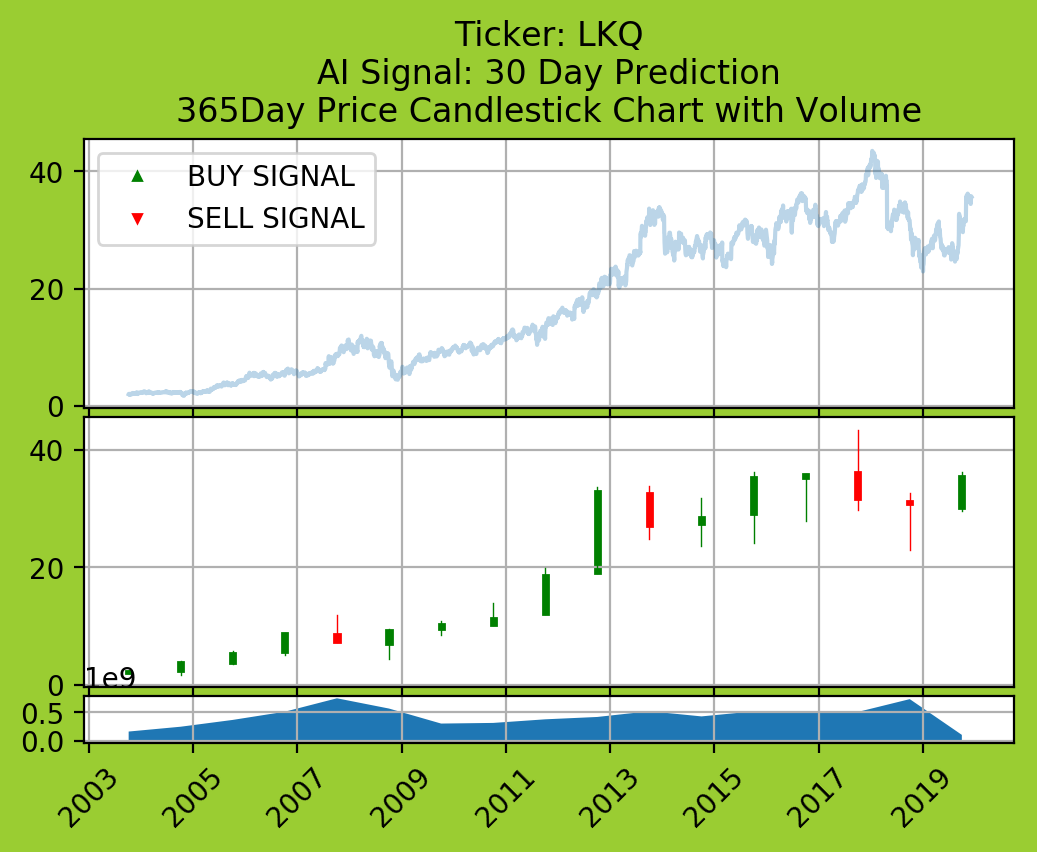 Ticker: LKQ
AI Signal: 30 Day Prediction
365Day Price Candlestick Chart with Volume
BUY SIGNAL
SELL SIGNAL
40
20
0
40
20
0
1e9
0.5
0.0
2003 2005 2007 2009 2011 2013 2015 2017 2019